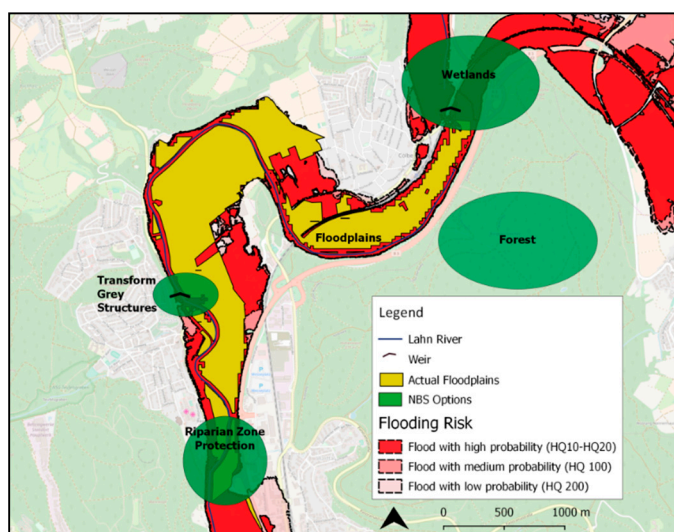 Wetlands
Floodplains
Forest
Transform
Grey
Structures
Riparian Zone
Protection
Legend
Lahn River
Weir
Actual Floodplains
NBS Options
Flooding Risk
Flood with high probability (HQ10-HQ20)
Flood with medium probability (HQ 100)
Flood with low probability (HQ 200)
0 500 1000 m